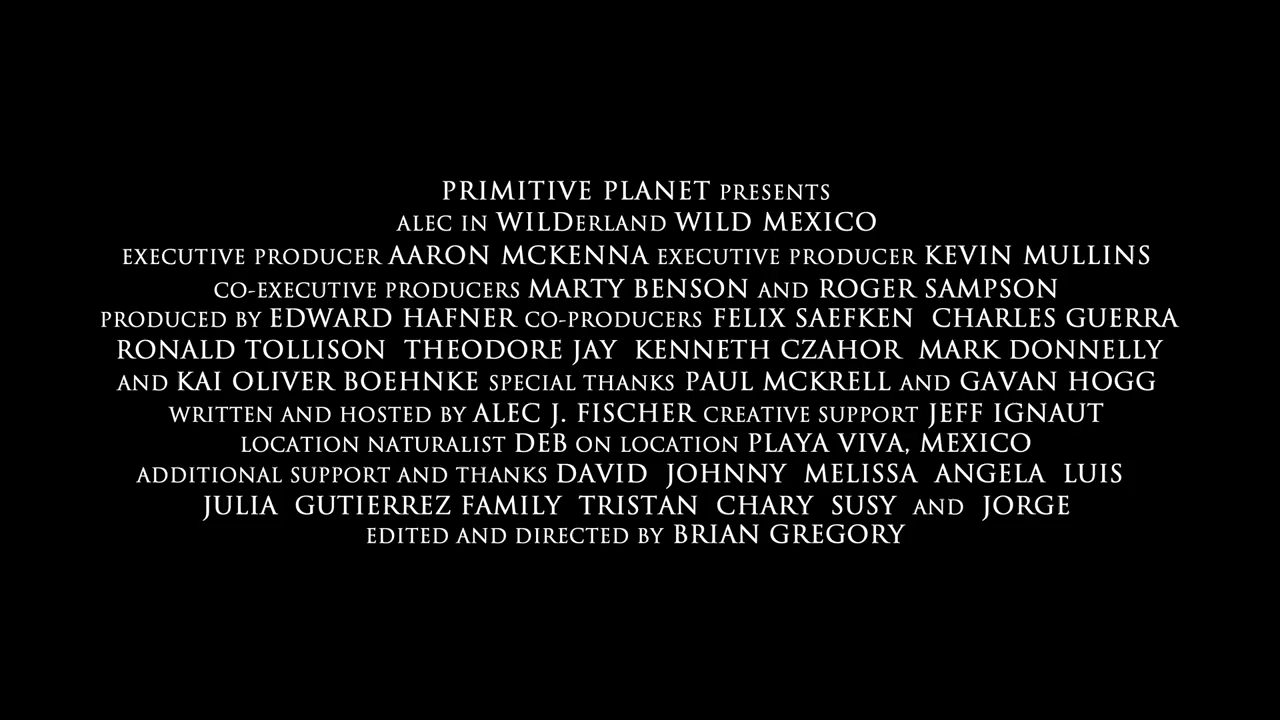 PRIMITIVE PLANET PRESENTS
ALEC IN WILDERLAND WILD MEXICO
EXECUTIVE PRODUCER AARON MCKENNA EXECUTIVE PRODUCER KEVIN MULLINS
CO-EXECUTIVE PRODUCERS MARTY BENSON AND ROGER SAMPSON
PRODUCED BY EDWARD HAFNER CO-PRODUCERS FELIX SAEFKEN CHARLES GUERRA
RONALD TOLLISON THEODORE JAY KENNETH CZAHOR MARK DONNELLY
AND KAI OLIVER BOEHNKE SPECIAL THANKS PAUL MCKRELL AND GAVAN HOGG
WRITTEN AND HOSTED BY ALEC J. FISCHER CREATIVE SUPPORT JEFF IGNAUT
LOCATION NATURALIST DEB ON LOCATION PLAYA VIVA, MEXICO
ADDITIONAL SUPPORT AND THANKS DAVID JOHNNY MELISSA ANGELA LUIS
JULIA GUTIERREZ FAMILY TRISTAN CHARY SUSY AND JORGE
EDITED AND DIRECTED BY BRIAN GREGORY